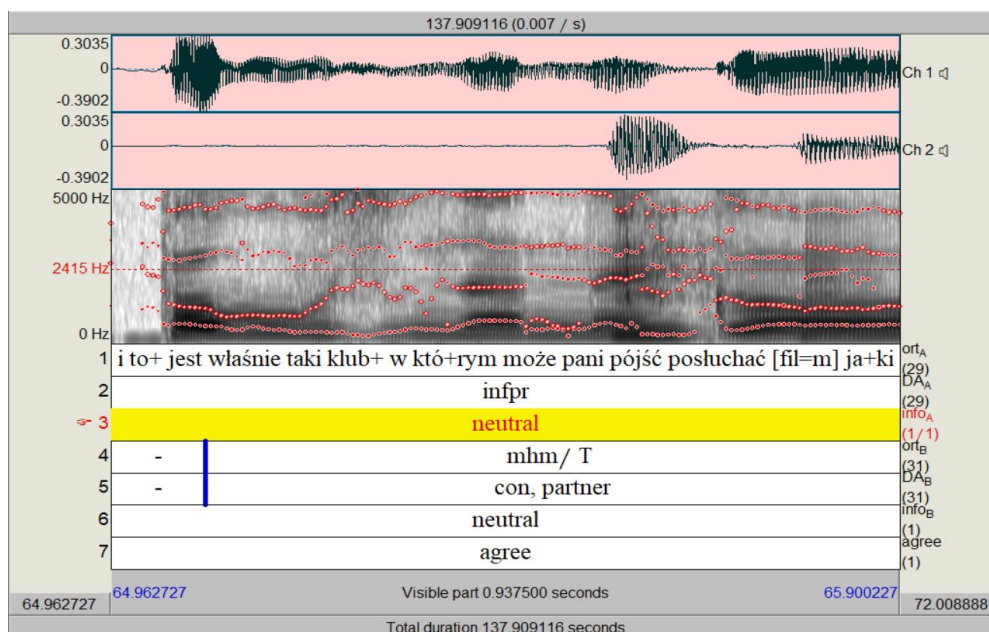 137.909116 (0.007 / s)
0.3035
0
-0.3902
Ch 1
0.3035
0
-0.3902
Ch 2
5000 Hz
2415 Hz
0 Hz
1 i to+ jest właśnie taki klub+ w któ+rym może pani pójść posłuchać [fil=m] ja+ki ortA (29)
2 infpr DAA (29)
3 neutral infoA (1/1)
4 - mhm/ T ortB (31)
5 - con, partner DAB (31)
6 neutral infoB (1)
7 agree agree (1)
64.962727 64.962727 Visible part 0.937500 seconds 65.900227 72.008888
Total duration 137.909116 seconds